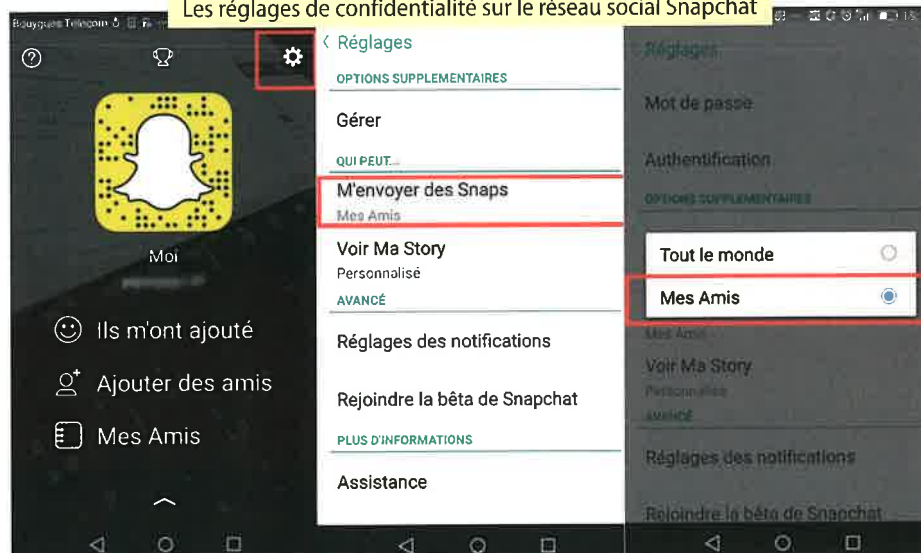 Les réglages de confidentialité sur le réseau social Snapchat
Bouygues Telecom
Moi
Ils m'ont ajouté
Ajouter des amis
Mes Amis
Réglages
OPTIONS SUPPLEMENTAIRES
Gérer
QUI PEUT...
M'envoyer des Snaps
Mes Amis
Voir Ma Story
Personnalisé
AVANCÉ
Réglages des notifications
Rejoindre la bêta de Snapchat
PLUS D'INFORMATIONS
Assistance
Réglages
Mot de passe
Authentification
OPTIONS SUPPLEMENTAIRES
Tout le monde
Mes Amis
Mes Amis
Voir Ma Story
Personnalisé
AVANCÉ
Réglages des notifications
Rejoindre la bêta de Snapchat